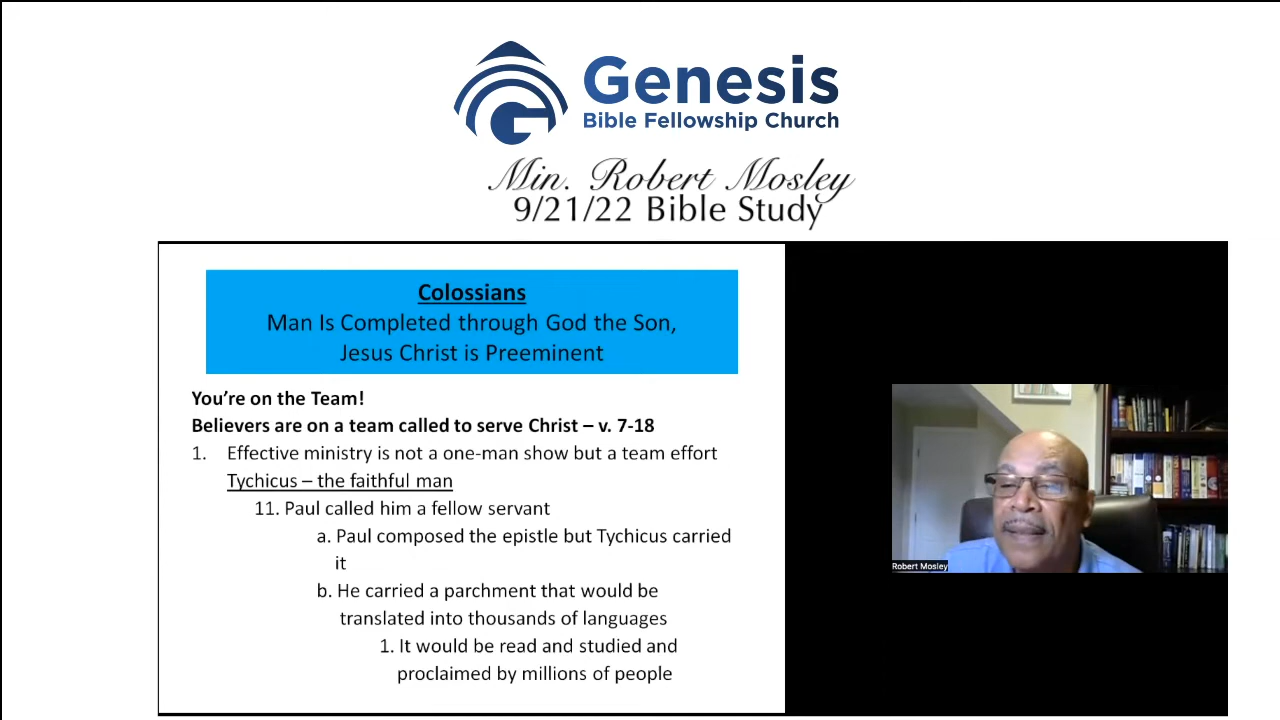 Genesis
Bible Fellowship Church
Min. Robert Mosley
9/21/22 Bible Study
Colossians
Man Is Completed through God the Son,
Jesus Christ is Preeminent
You're on the Team!
Believers are on a team called to serve Christ – v. 7-18
1. Effective ministry is not a one-man show but a team effort
Tychicus – the faithful man
11. Paul called him a fellow servant
a. Paul composed the epistle but Tychicus carried
it
b. He carried a parchment that would be
translated into thousands of languages
1. It would be read and studied and
proclaimed by millions of people
Robert Mosley